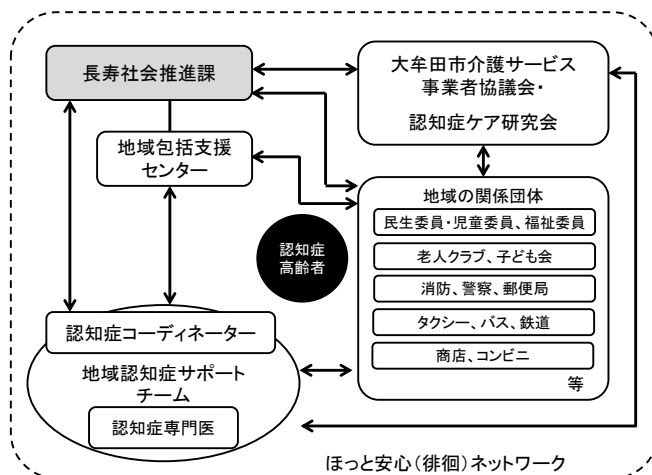 長寿社会推進課
大牟田市介護サービス
事業者協議会・
認知症ケア研究会
地域包括支援
センター
地域の関係団体
民生委員・児童委員、福祉委員
老人クラブ、子ども会
消防、警察、郵便局
タクシー、バス、鉄道
商店、コンビニ
等
認知症
高齢者
認知症コーディネーター
地域認知症サポート
チーム
認知症専門医
ほっと安心（徘徊）ネットワーク